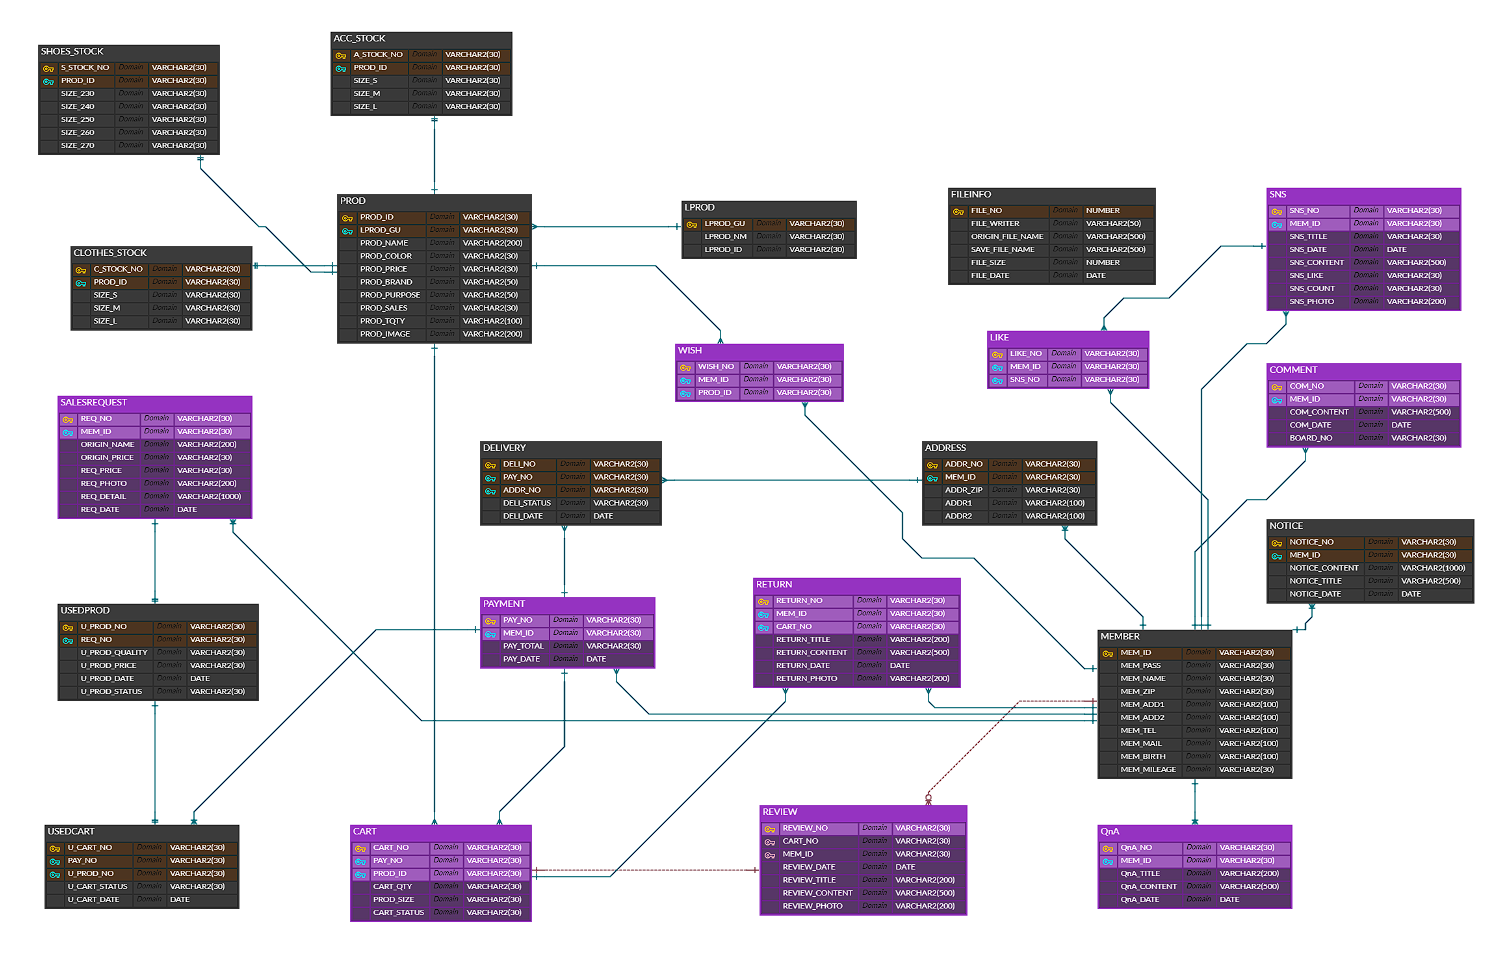 SHOES_STOCK
S_STOCK_NO Domain VARCHAR2(30)
PROD_ID Domain VARCHAR2(30)
SIZE_230 Domain VARCHAR2(30)
SIZE_240 Domain VARCHAR2(30)
SIZE_250 Domain VARCHAR2(30)
SIZE_260 Domain VARCHAR2(30)
SIZE_270 Domain VARCHAR2(30)
ACC_STOCK
A_STOCK_NO Domain VARCHAR2(30)
PROD_ID Domain VARCHAR2(30)
SIZE_S Domain VARCHAR2(30)
SIZE_M Domain VARCHAR2(30)
SIZE_L Domain VARCHAR2(30)
PROD
PROD_ID Domain VARCHAR2(30)
LPROD_GU Domain VARCHAR2(30)
PROD_NAME Domain VARCHAR2(200)
PROD_COLOR Domain VARCHAR2(30)
PROD_PRICE Domain VARCHAR2(30)
PROD_BRAND Domain VARCHAR2(50)
PROD_PURPOSE Domain VARCHAR2(50)
PROD_SALES Domain VARCHAR2(30)
PROD_TQTY Domain VARCHAR2(100)
PROD_IMAGE Domain VARCHAR2(200)
LPROD
LPROD_GU Domain VARCHAR2(30)
LPROD_NM Domain VARCHAR2(30)
LPROD_ID Domain VARCHAR2(30)
FILEINFO
FILE_NO Domain NUMBER
FILE_WRITER Domain VARCHAR2(50)
ORIGIN_FILE_NAME Domain VARCHAR2(500)
SAVE_FILE_NAME Domain VARCHAR2(500)
FILE_SIZE Domain NUMBER
FILE_DATE Domain DATE
SNS
SNS_NO Domain VARCHAR2(30)
MEM_ID Domain VARCHAR2(30)
SNS_TITLE Domain VARCHAR2(30)
SNS_DATE Domain DATE
SNS_CONTENT Domain VARCHAR2(500)
SNS_LIKE Domain VARCHAR2(30)
SNS_COUNT Domain VARCHAR2(30)
SNS_PHOTO Domain VARCHAR2(200)
CLOTHES_STOCK
C_STOCK_NO Domain VARCHAR2(30)
PROD_ID Domain VARCHAR2(30)
SIZE_S Domain VARCHAR2(30)
SIZE_M Domain VARCHAR2(30)
SIZE_L Domain VARCHAR2(30)
WISH
WISH_NO Domain VARCHAR2(30)
MEM_ID Domain VARCHAR2(30)
PROD_ID Domain VARCHAR2(30)
LIKE
LIKE_NO Domain VARCHAR2(30)
MEM_ID Domain VARCHAR2(30)
SNS_NO Domain VARCHAR2(30)
COMMENT
COM_NO Domain VARCHAR2(30)
MEM_ID Domain VARCHAR2(30)
COM_CONTENT Domain VARCHAR2(500)
COM_DATE Domain DATE
BOARD_NO Domain VARCHAR2(30)
SALESREQUEST
REQ_NO Domain VARCHAR2(30)
MEM_ID Domain VARCHAR2(30)
ORIGIN_NAME Domain VARCHAR2(200)
ORIGIN_PRICE Domain VARCHAR2(30)
REQ_PRICE Domain VARCHAR2(30)
REQ_PHOTO Domain VARCHAR2(200)
REQ_DETAIL Domain VARCHAR2(1000)
REQ_DATE Domain DATE
DELIVERY
DELI_NO Domain VARCHAR2(30)
PAY_NO Domain VARCHAR2(30)
ADDR_NO Domain VARCHAR2(30)
DELI_STATUS Domain VARCHAR2(30)
DELI_DATE Domain DATE
ADDRESS
ADDR_NO Domain VARCHAR2(30)
MEM_ID Domain VARCHAR2(30)
ADDR_ZIP Domain VARCHAR2(30)
ADDR1 Domain VARCHAR2(100)
ADDR2 Domain VARCHAR2(100)
NOTICE
NOTICE_NO Domain VARCHAR2(30)
MEM_ID Domain VARCHAR2(30)
NOTICE_CONTENT Domain VARCHAR2(1000)
NOTICE_TITLE Domain VARCHAR2(500)
NOTICE_DATE Domain DATE
USEDPROD
U_PROD_NO Domain VARCHAR2(30)
REQ_NO Domain VARCHAR2(30)
U_PROD_QUALITY Domain VARCHAR2(30)
U_PROD_PRICE Domain VARCHAR2(30)
U_PROD_DATE Domain DATE
U_PROD_STATUS Domain VARCHAR2(30)
PAYMENT
PAY_NO Domain VARCHAR2(30)
MEM_ID Domain VARCHAR2(30)
PAY_TOTAL Domain VARCHAR2(30)
PAY_DATE Domain DATE
RETURN
RETURN_NO Domain VARCHAR2(30)
MEM_ID Domain VARCHAR2(30)
CART_NO Domain VARCHAR2(30)
RETURN_TITLE Domain VARCHAR2(200)
RETURN_CONTENT Domain VARCHAR2(500)
RETURN_DATE Domain DATE
RETURN_PHOTO Domain VARCHAR2(200)
MEMBER
MEM_ID Domain VARCHAR2(30)
MEM_PASS Domain VARCHAR2(30)
MEM_NAME Domain VARCHAR2(30)
MEM_ZIP Domain VARCHAR2(30)
MEM_ADD1 Domain VARCHAR2(100)
MEM_ADD2 Domain VARCHAR2(100)
MEM_TEL Domain VARCHAR2(100)
MEM_MAIL Domain VARCHAR2(100)
MEM_BIRTH Domain VARCHAR2(100)
MEM_MILEAGE Domain VARCHAR2(30)
USEDCART
U_CART_NO Domain VARCHAR2(30)
PAY_NO Domain VARCHAR2(30)
U_PROD_NO Domain VARCHAR2(30)
U_CART_STATUS Domain VARCHAR2(30)
U_CART_DATE Domain DATE
CART
CART_NO Domain VARCHAR2(30)
PAY_NO Domain VARCHAR2(30)
PROD_ID Domain VARCHAR2(30)
CART_QTY Domain VARCHAR2(30)
PROD_SIZE Domain VARCHAR2(30)
CART_STATUS Domain VARCHAR2(30)
REVIEW
REVIEW_NO Domain VARCHAR2(30)
CART_NO Domain VARCHAR2(30)
MEM_ID Domain VARCHAR2(30)
REVIEW_DATE Domain DATE
REVIEW_TITLE Domain VARCHAR2(200)
REVIEW_CONTENT Domain VARCHAR2(500)
REVIEW_PHOTO Domain VARCHAR2(200)
QnA
QnA_NO Domain VARCHAR2(30)
MEM_ID Domain VARCHAR2(30)
QnA_TITLE Domain VARCHAR2(200)
QnA_CONTENT Domain VARCHAR2(500)
QnA_DATE Domain DATE